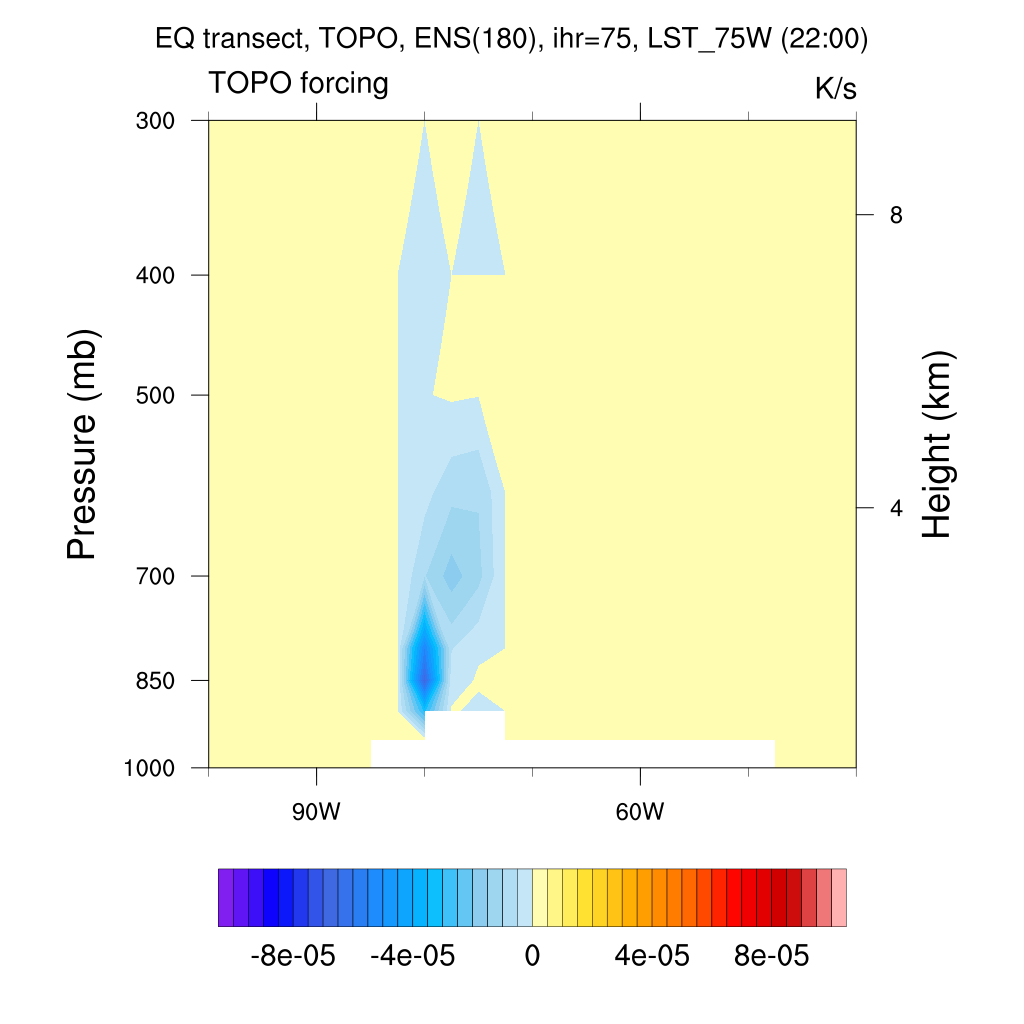 EQ transect, TOPO, ENS(180), ihr=75, LST_75W (22:00)
TOPO forcing K/s
300
8
400
500
4
700
850
1000
Pressure (mb)
Height (km)
90W 60W
-8e-05 -4e-05 0 4e-05 8e-05